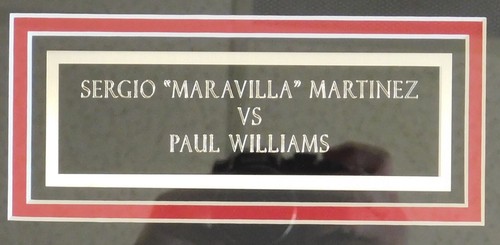 SERGIO "MARAVILLA" MARTINEZ
VS
PAUL WILLIAMS